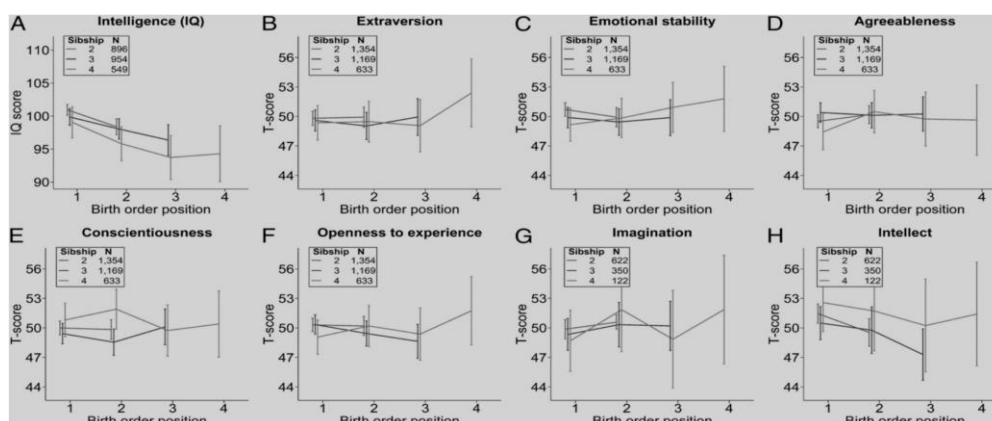 A Intelligence (IQ)
Sibship N
2 896
3 954
4 549
IQ score
110
105
100
95
90
1 2 3 4
Birth order position
B Extraversion
Sibship N
2 1,354
3 1,169
4 633
T-score
56
53
50
47
44
1 2 3 4
Birth order position
C Emotional stability
Sibship N
2 1,354
3 1,169
4 633
T-score
56
53
50
47
44
1 2 3 4
Birth order position
D Agreeableness
Sibship N
2 1,354
3 1,169
4 633
T-score
56
53
50
47
44
1 2 3 4
Birth order position
E Conscientiousness
Sibship N
2 1,354
3 1,169
4 633
T-score
56
53
50
47
44
1 2 3 4
Birth order position
F Openness to experience
Sibship N
2 1,354
3 1,169
4 633
T-score
56
53
50
47
44
1 2 3 4
Birth order position
G Imagination
Sibship N
2 622
3 350
4 122
T-score
56
53
50
47
44
1 2 3 4
Birth order position
H Intellect
Sibship N
2 622
3 350
4 122
T-score
56
53
50
47
44
1 2 3 4
Birth order position